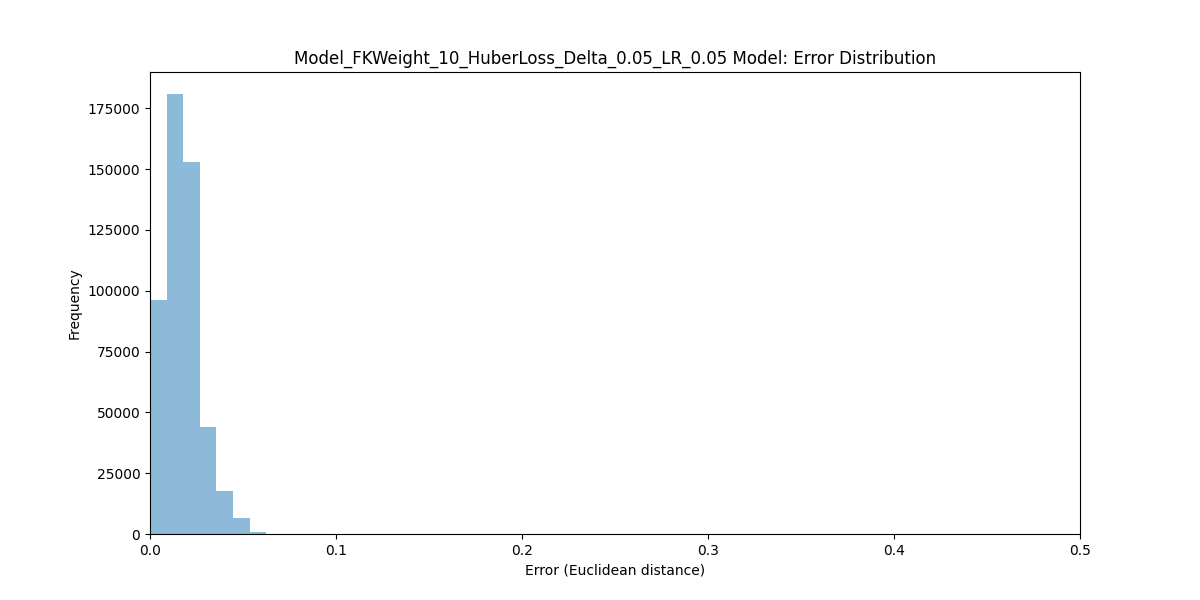 Model_FKWeight_10_HuberLoss_Delta_0.05_LR_0.05 Model: Error Distribution
175000
150000
125000
100000
75000
50000
25000
0
Frequency
0.0 0.1 0.2 0.3 0.4 0.5
Error (Euclidean distance)